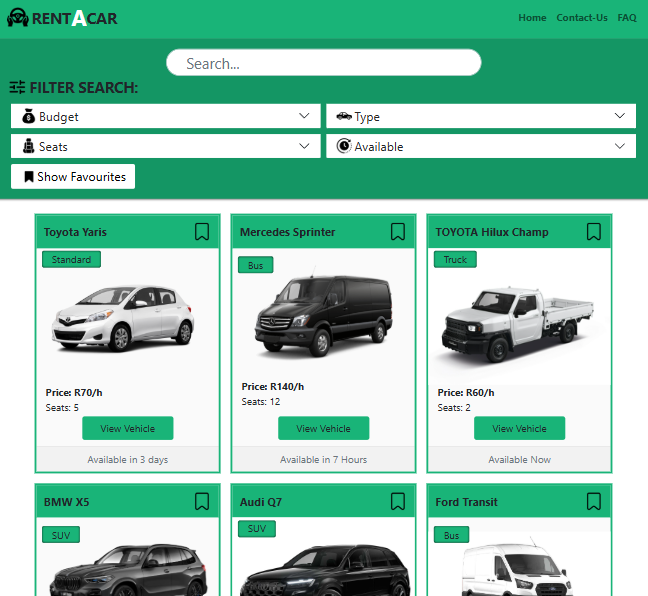 RENTACAR
Home Contact-Us FAQ
Search...
FILTER SEARCH:
Budget
Type
Seats
Available
Show Favourites
Toyota Yaris
Standard
Price: R70/h
Seats: 5
View Vehicle
Available in 3 days
Mercedes Sprinter
Bus
Price: R140/h
Seats: 12
View Vehicle
Available in 7 Hours
TOYOTA Hilux Champ
Truck
Price: R60/h
Seats: 2
View Vehicle
Available Now
BMW X5
SUV
Audi Q7
SUV
Ford Transit
Bus